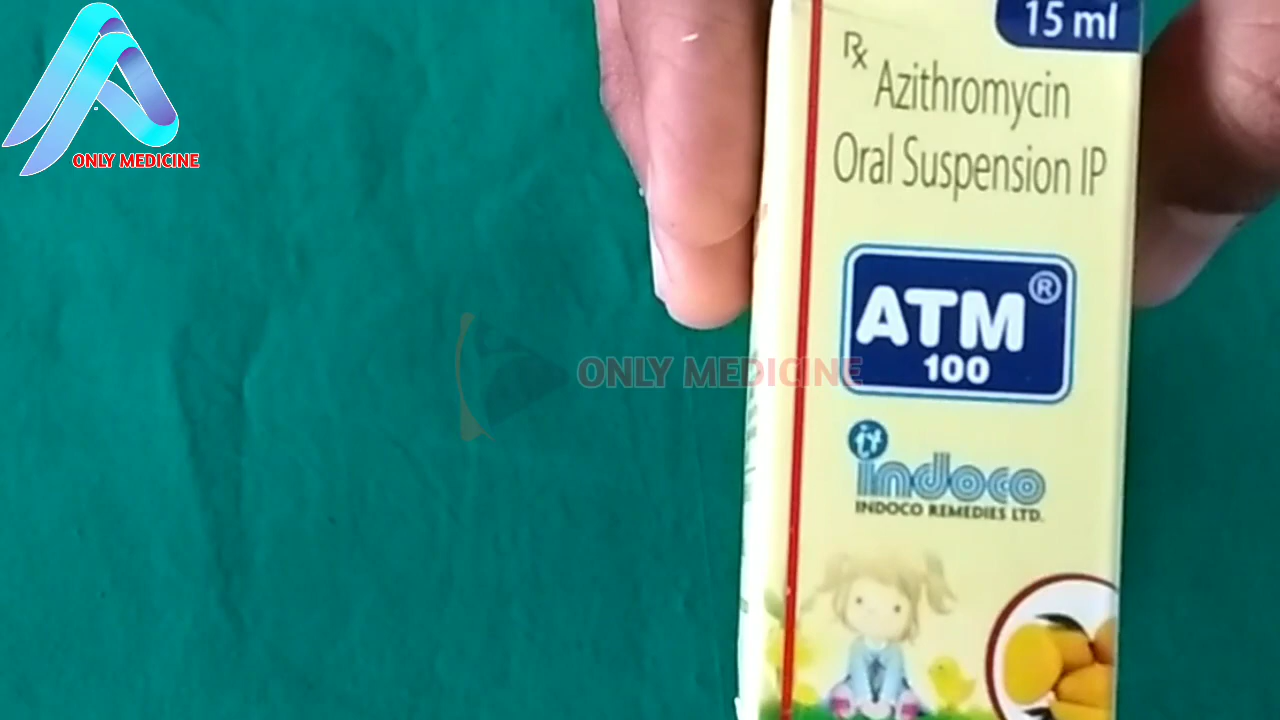 ONLY MEDICINE
15 ml
Rx Azithromycin
Oral Suspension IP
ATM®
100
indoco
INDOCO REMEDIES LTD.
ONLY MEDICINE